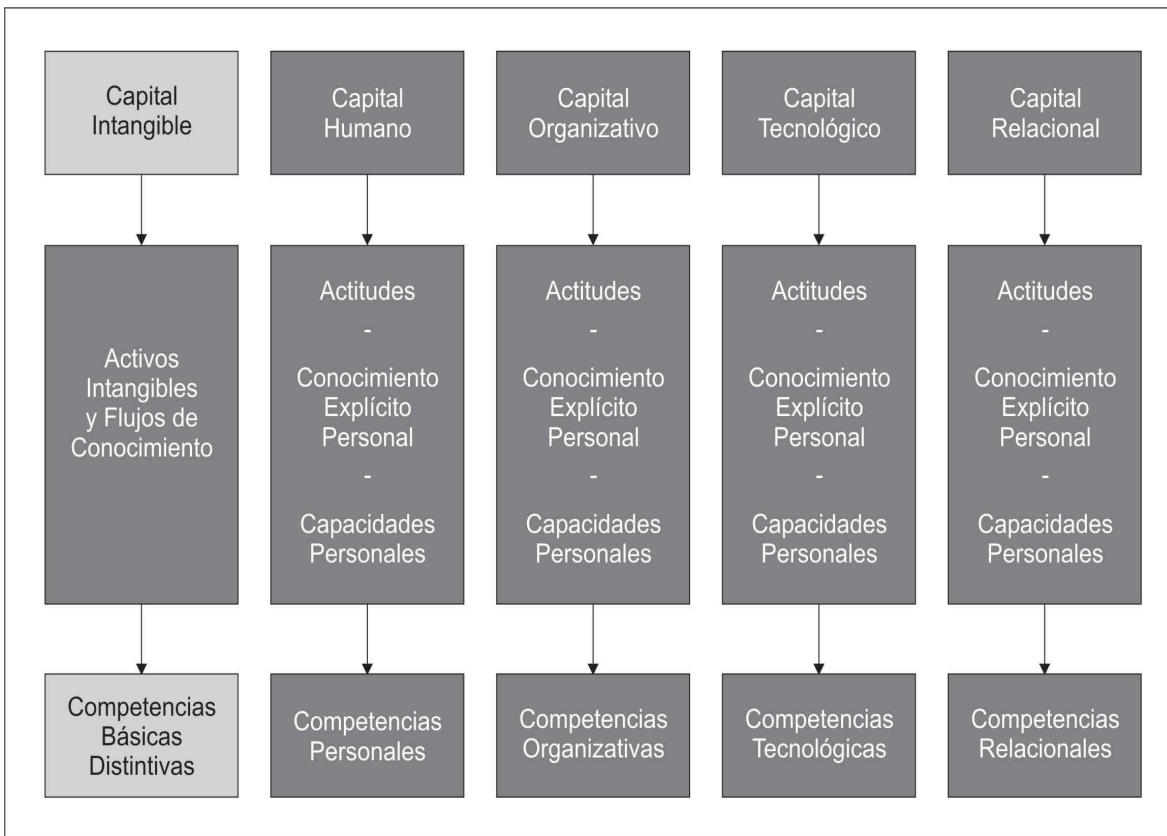 Capital
Intangible
Capital
Humano
Capital
Organizativo
Capital
Tecnológico
Capital
Relacional
Activos
Intangibles
y Flujos de
Conocimiento
Actitudes
-
Conocimiento
Explícito
Personal
-
Capacidades
Personales
Actitudes
-
Conocimiento
Explícito
Personal
-
Capacidades
Personales
Actitudes
-
Conocimiento
Explícito
Personal
-
Capacidades
Personales
Actitudes
-
Conocimiento
Explícito
Personal
-
Capacidades
Personales
Competencias
Básicas
Distintivas
Competencias
Personales
Competencias
Organizativas
Competencias
Tecnológicas
Competencias
Relacionales